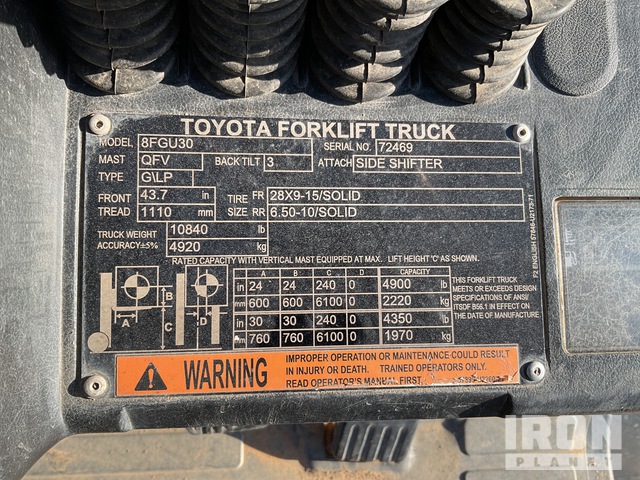 TOYOTA FORKLIFT TRUCK
MODEL 8FGU30 SERIAL NO. 72469
MAST QFV BACK TILT 3 ATTACH SIDE SHIFTER
TYPE G\LP
FRONT TREAD 43.7 in TIRE SIZE FR 28X9-15/SOLID
1110 mm RR 6.50-10/SOLID
TRUCK WEIGHT 10840 lb
ACCURACY±5% 4920 kg
RATED CAPACITY WITH VERTICAL MAST EQUIPPED AT MAX. LIFT HEIGHT 'C' AS SHOWN.
A B C D CAPACITY
in 24 24 240 0 4900 lb
mm 600 600 6100 0 2220 kg
in 30 30 240 0 4350 lb
mm 760 760 6100 0 1970 kg
A B C D
THIS FORKLIFT TRUCK
MEETS OR EXCEEDS DESIGN
SPECIFICATIONS OF ANSI/
ITSDF B56.1 IN EFFECT ON
THE DATE OF MANUFACTURE
WARNING
IMPROPER OPERATION OR MAINTENANCE COULD RESULT
IN INJURY OR DEATH. TRAINED OPERATORS ONLY.
READ OPERATOR'S MANUAL FIRST.
IRON
PLANET